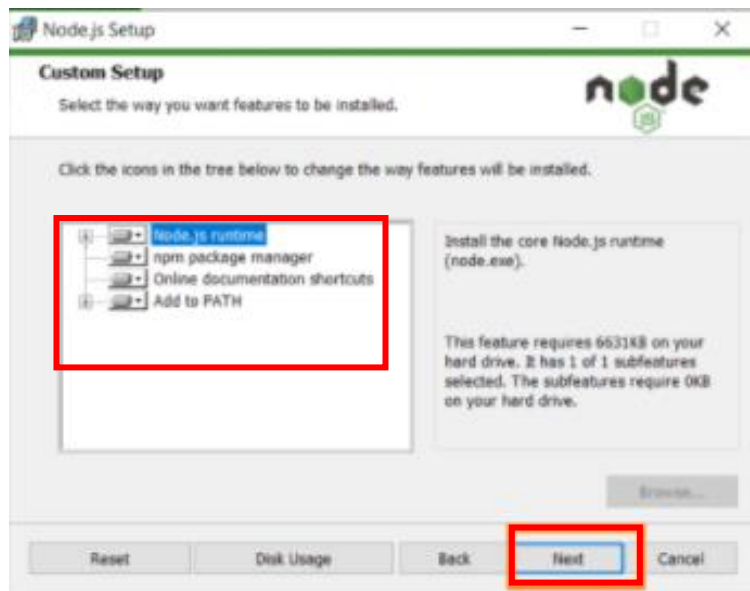 Node.js Setup
Custom Setup
Select the way you want features to be installed.
node
JS
Click the icons in the tree below to change the way features will be installed.
Node.js runtime
npm package manager
Online documentation shortcuts
Add to PATH
Install the core Node.js runtime
(node.exe).
This feature requires 6631KB on your
hard drive. It has 1 of 1 subfeatures
selected. The subfeatures require 0KB
on your hard drive.
Browse...
Reset
Disk Usage
Back
Next
Cancel